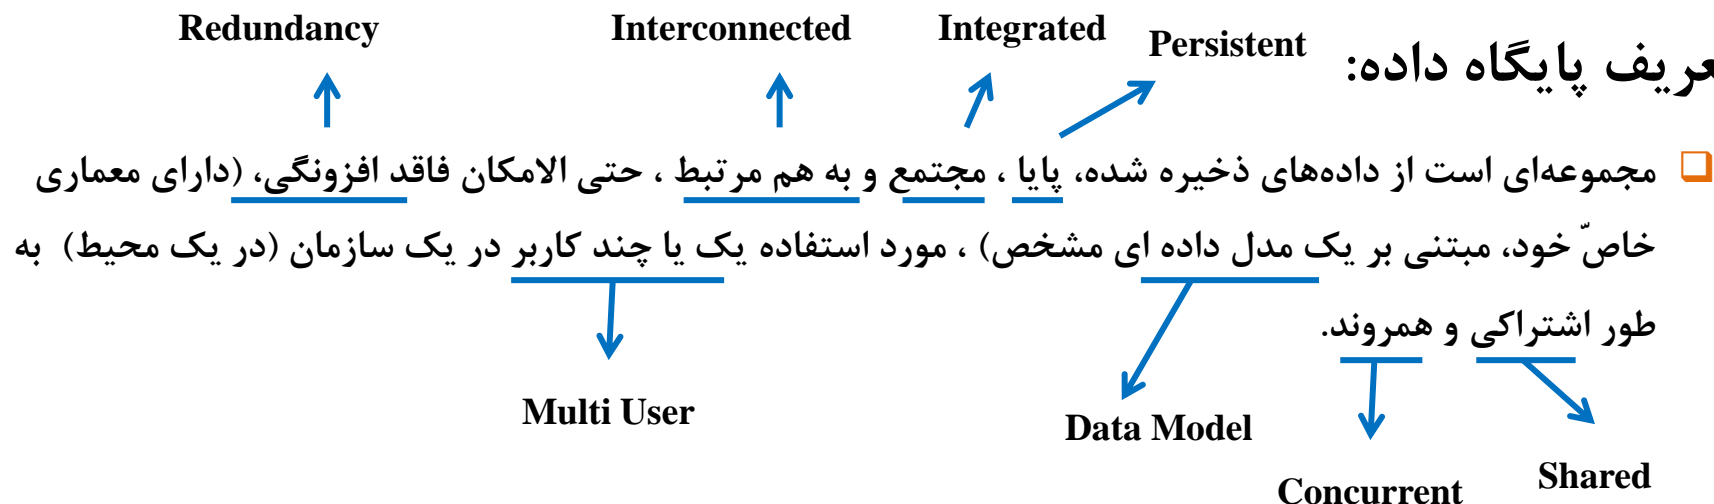 Redundancy Interconnected Integrated Persistent
عریف پایگاه داده:
مجموعه‌ای است از داده‌های ذخیره شده، پایا ، مجتمع و به هم مرتبط ، حتی الامکان فاقد افزونگی، (دارای معماری
خاصّ خود، مبتنی بر یک مدل داده ای مشخص) ، مورد استفاده یک یا چند کاربر در یک سازمان (در یک محیط) به
طور اشتراکی و همروند.
Multi User
Data Model
Concurrent
Shared